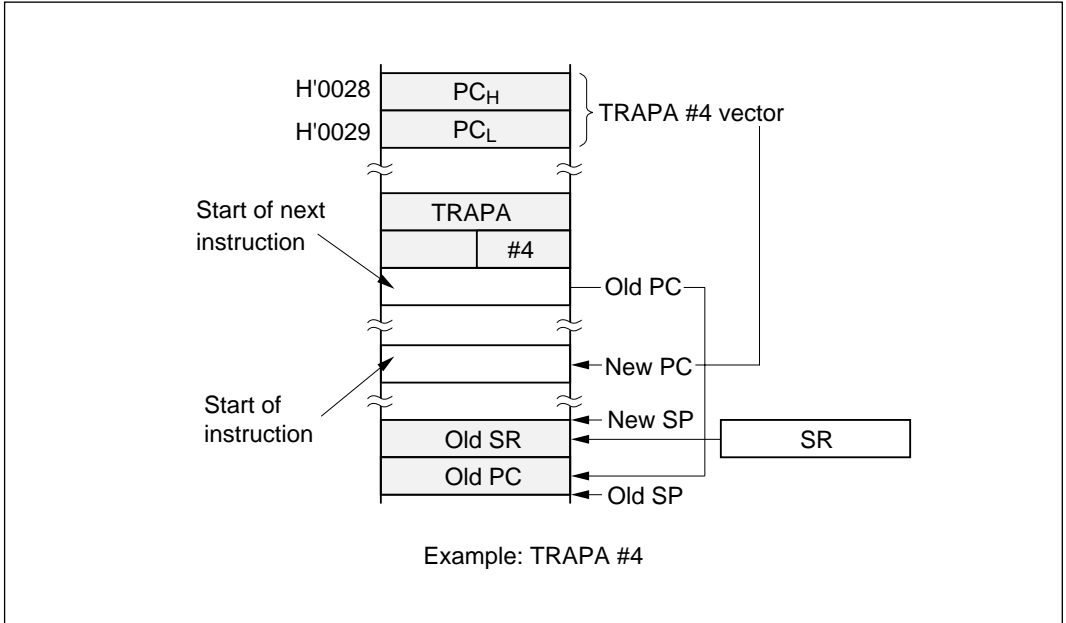 H'0028
PCH
H'0029
PCL
TRAPA #4 vector
TRAPA
#4
Start of next
instruction
Old PC
New PC
Start of
instruction
New SP
Old SR
SR
Old PC
Old SP
Example: TRAPA #4